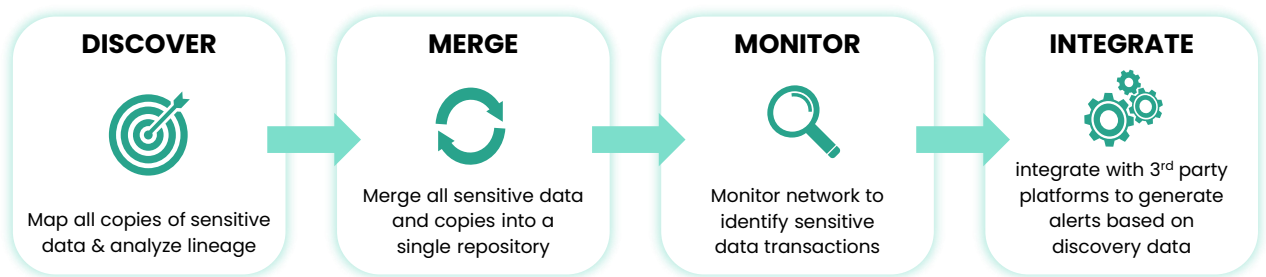 DISCOVER
Map all copies of sensitive
data & analyze lineage
MERGE
Merge all sensitive data
and copies into a
single repository
MONITOR
Monitor network to
identify sensitive
data transactions
INTEGRATE
integrate with 3rd party
platforms to generate
alerts based on
discovery data